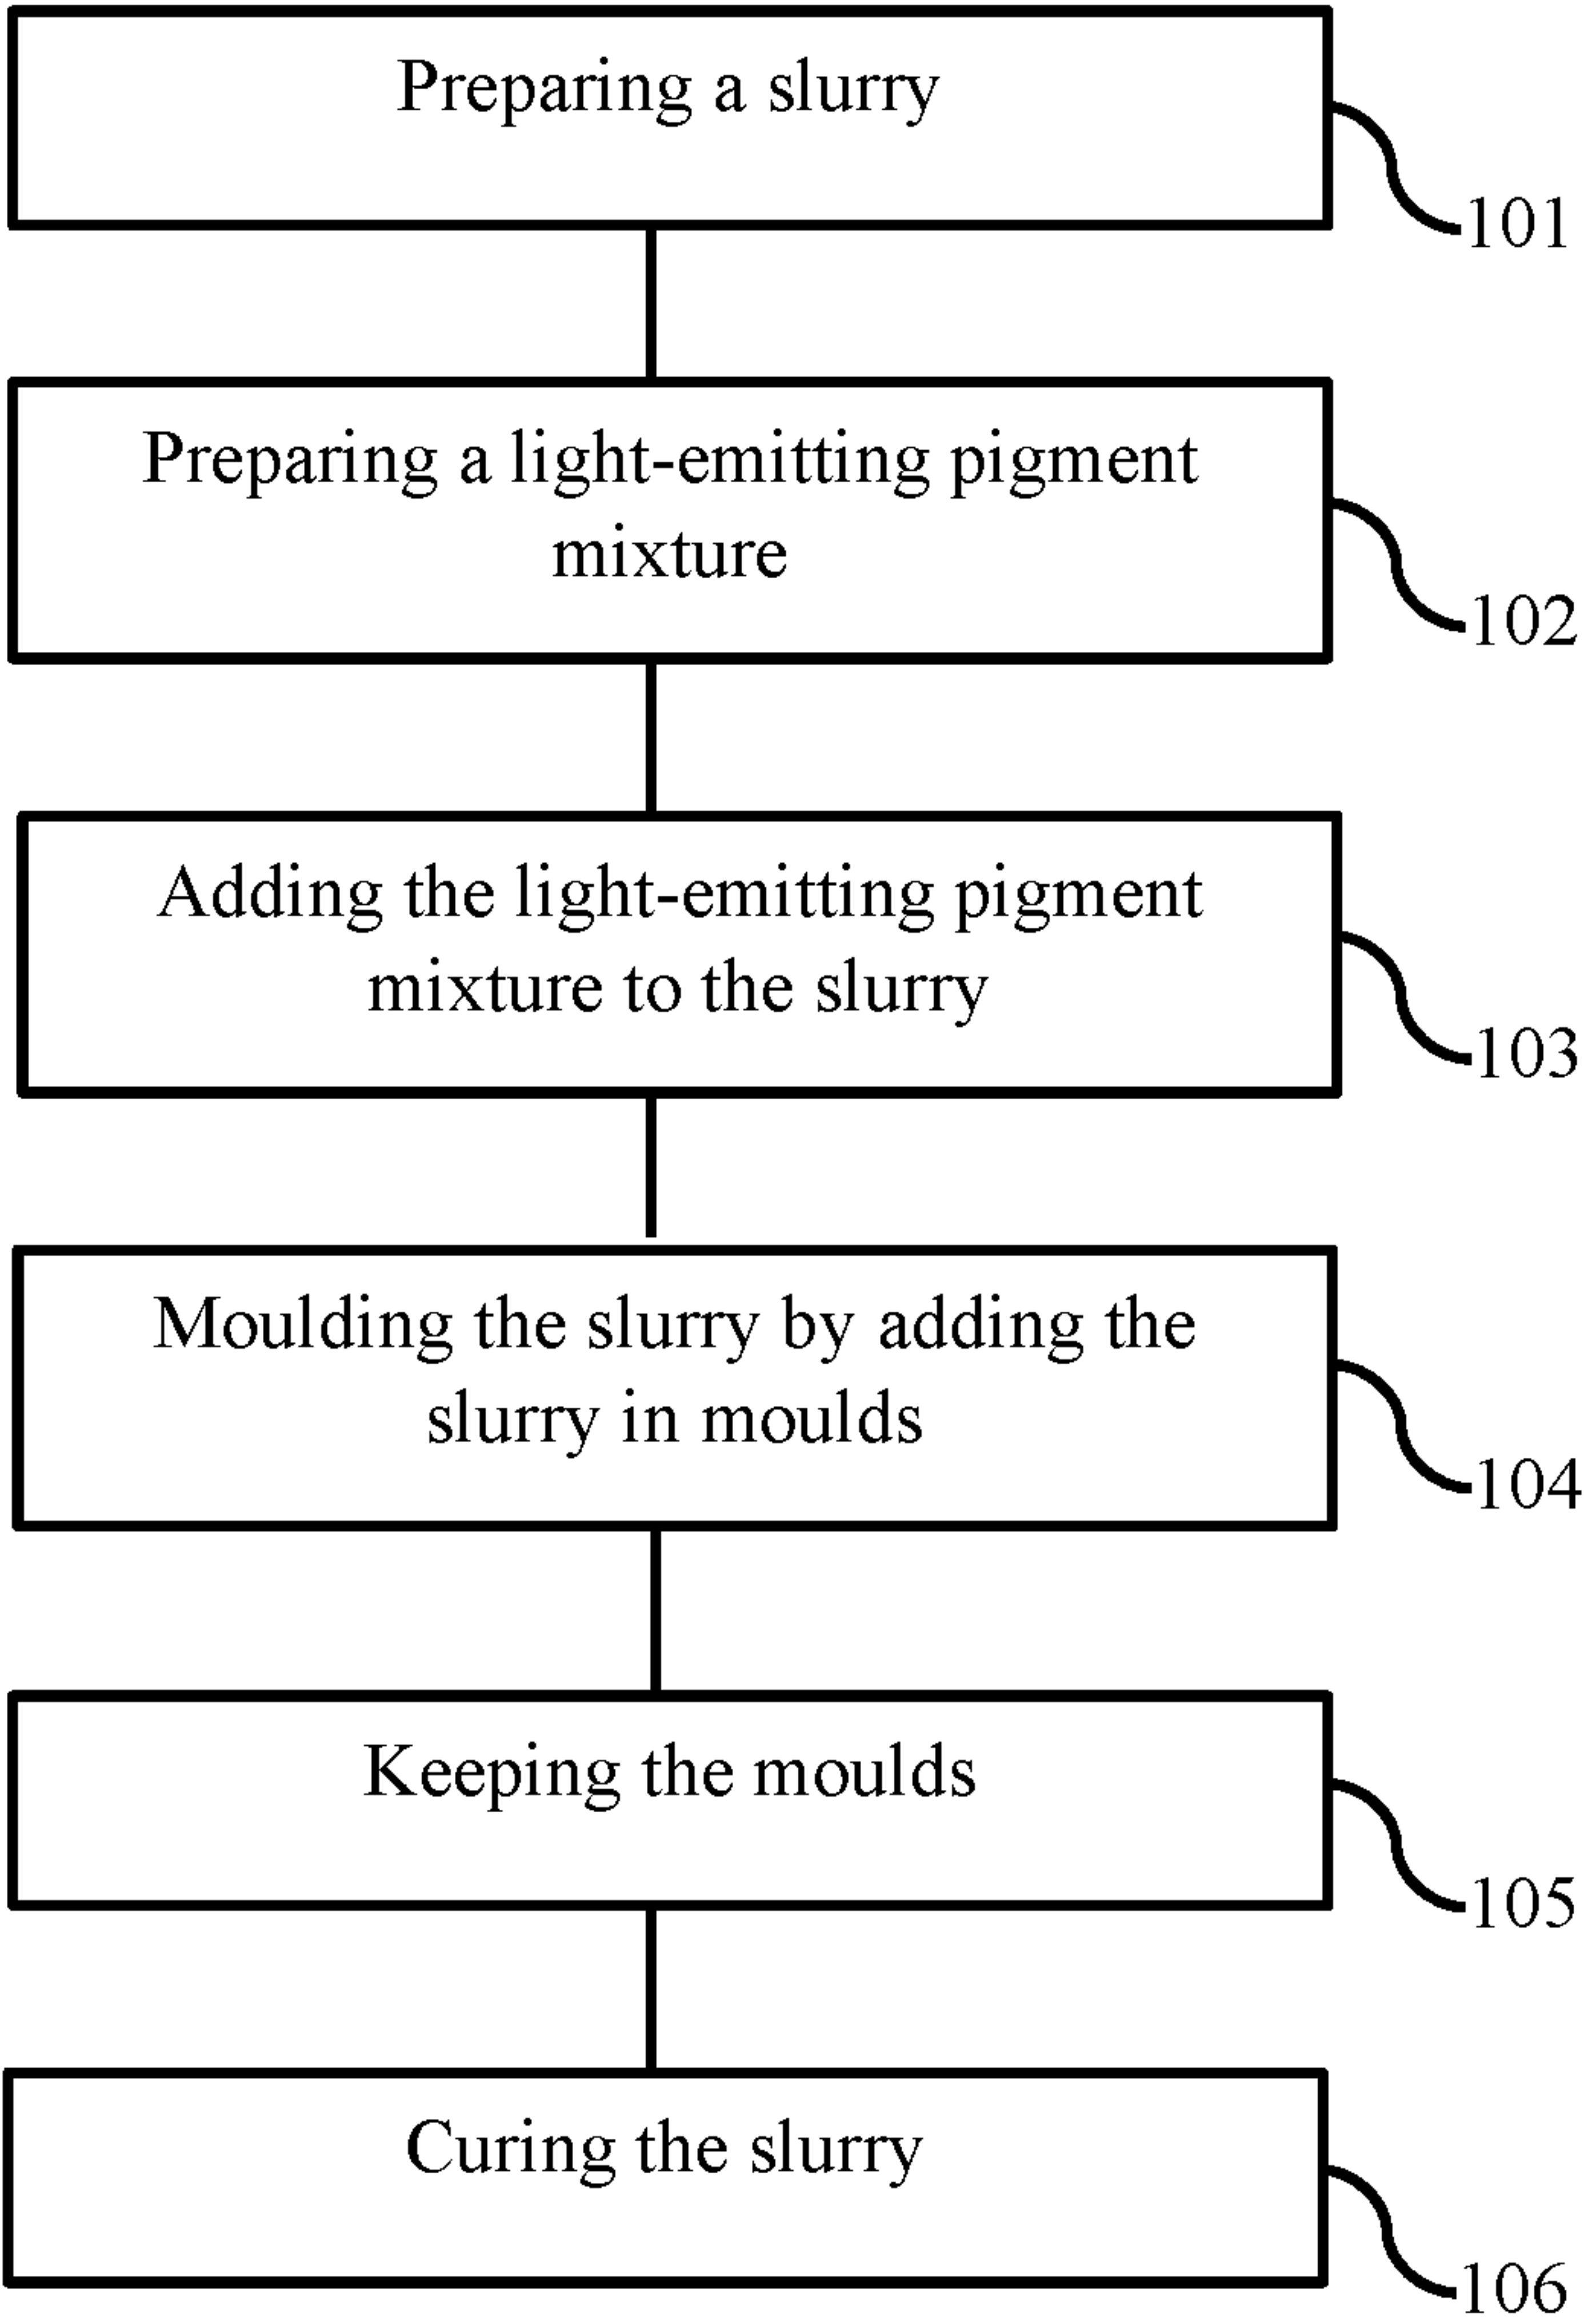 Preparing a slurry
101
Preparing a light-emitting pigment
mixture
102
Adding the light-emitting pigment
mixture to the slurry
103
Moulding the slurry by adding the
slurry in moulds
104
Keeping the moulds
105
Curing the slurry
106